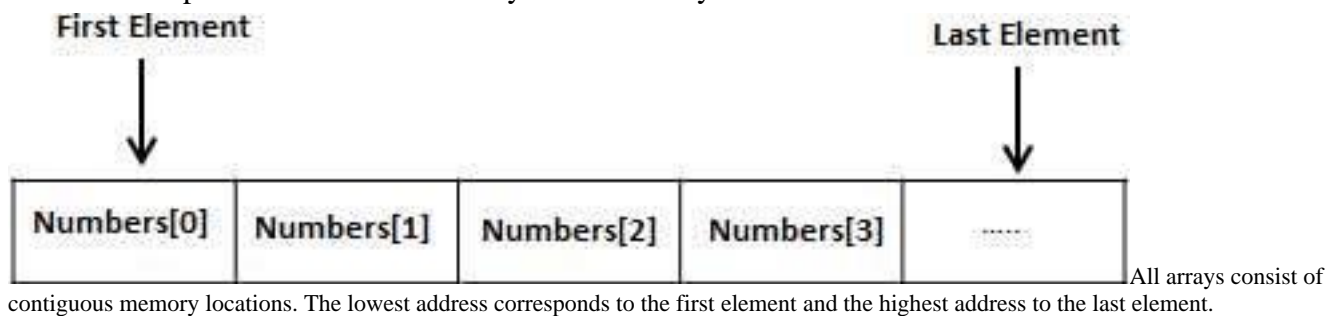 First Element
Last Element
Numbers[0] Numbers[1] Numbers[2] Numbers[3] .....
All arrays consist of
contiguous memory locations. The lowest address corresponds to the first element and the highest address to the last element.